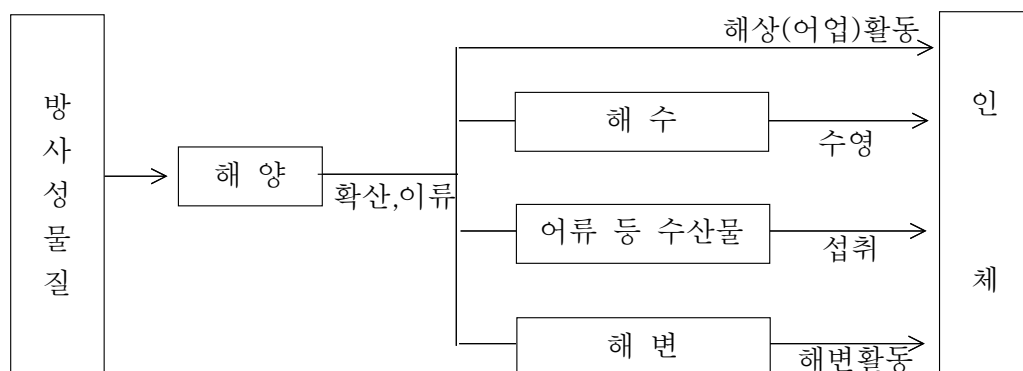 방사성물질
해 양
확산,이류
해상(어업)활동
해 수
수영
어류 등 수산물
섭취
해 변
해변활동
인 체